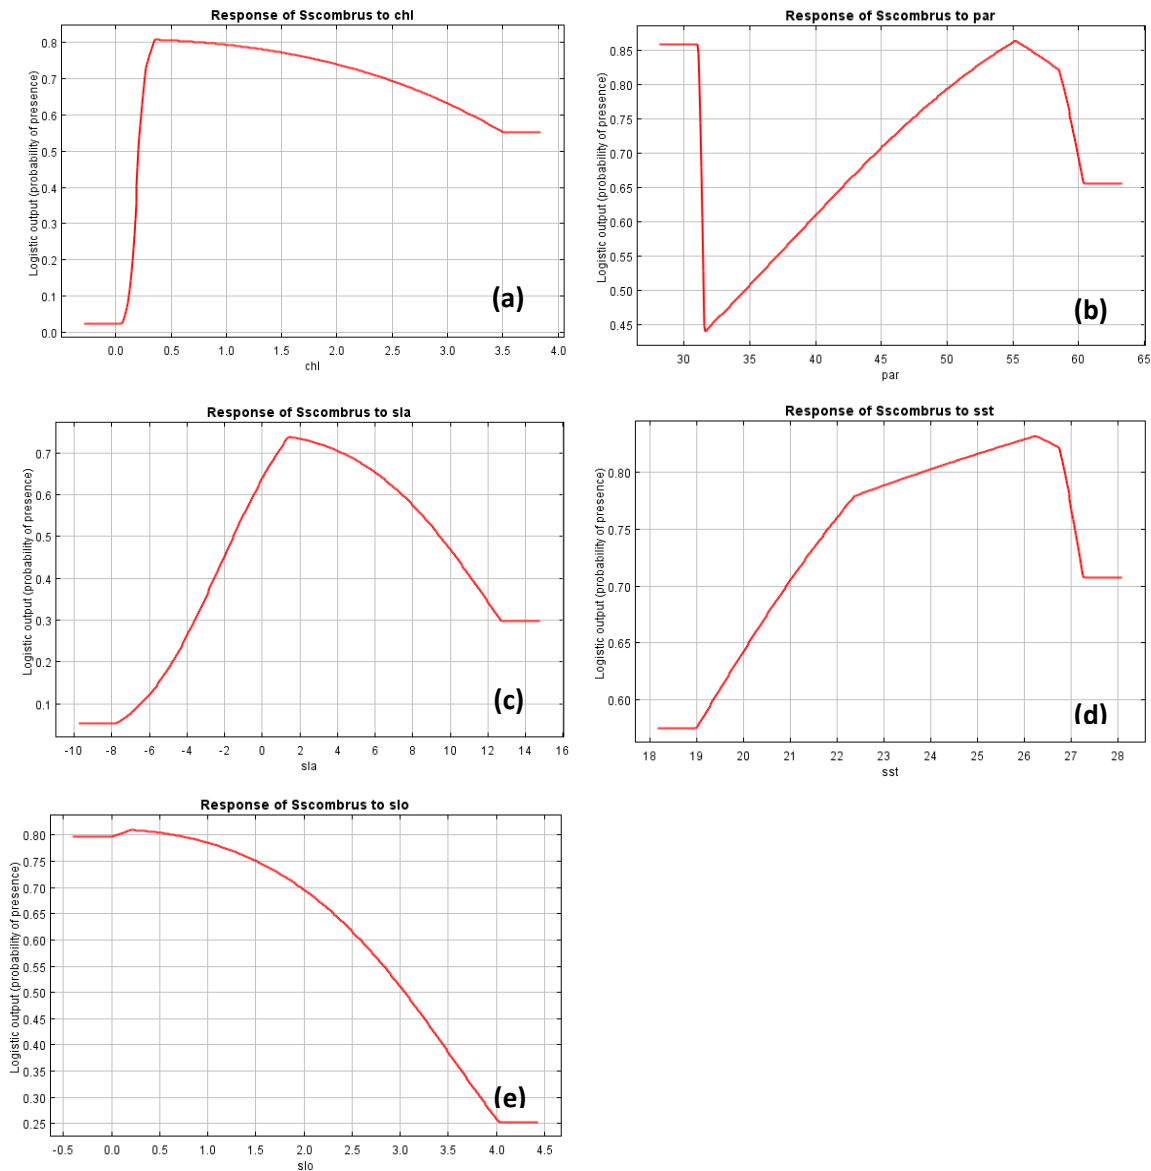 Response of Sscombrus to chl
Logistic output (probability of presence)
0.8
0.7
0.6
0.5
0.4
0.3
0.2
0.1
0.0
(a)
0.0 0.5 1.0 1.5 2.0 2.5 3.0 3.5 4.0
chl
Response of Sscombrus to par
Logistic output (probability of presence)
0.85
0.80
0.75
0.70
0.65
0.60
0.55
0.50
0.45
(b)
30 35 40 45 50 55 60 65
par
Response of Sscombrus to sla
Logistic output (probability of presence)
0.7
0.6
0.5
0.4
0.3
0.2
0.1
(c)
-10 -8 -6 -4 -2 0 2 4 6 8 10 12 14 16
sla
Response of Sscombrus to sst
Logistic output (probability of presence)
0.80
0.75
0.70
0.65
0.60
(d)
18 19 20 21 22 23 24 25 26 27 28
sst
Response of Sscombrus to slo
Logistic output (probability of presence)
0.80
0.75
0.70
0.65
0.60
0.55
0.50
0.45
0.40
0.35
0.30
0.25
(e)
-0.5 0.0 0.5 1.0 1.5 2.0 2.5 3.0 3.5 4.0 4.5
slo